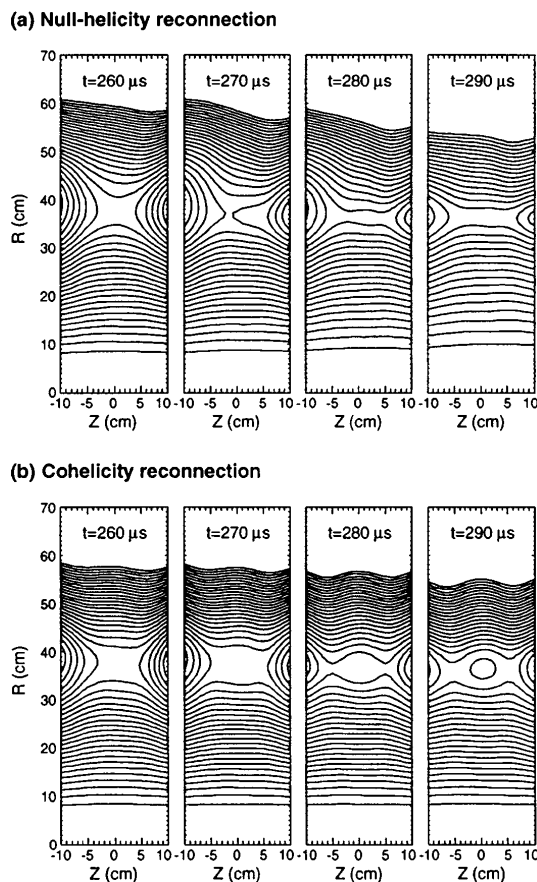 (a) Null-helicity reconnection
70
60
50
40
30
20
10
0
R (cm)
t=260 μs
t=270 μs
t=280 μs
t=290 μs
-10 -5 0 5 10
-10 -5 0 5 10
-10 -5 0 5 10
-10 -5 0 5 10
Z (cm)
Z (cm)
Z (cm)
Z (cm)
(b) Cohelicity reconnection
70
60
50
40
30
20
10
0
R (cm)
t=260 μs
t=270 μs
t=280 μs
t=290 μs
-10 -5 0 5 10
-10 -5 0 5 10
-10 -5 0 5 10
-10 -5 0 5 10
Z (cm)
Z (cm)
Z (cm)
Z (cm)